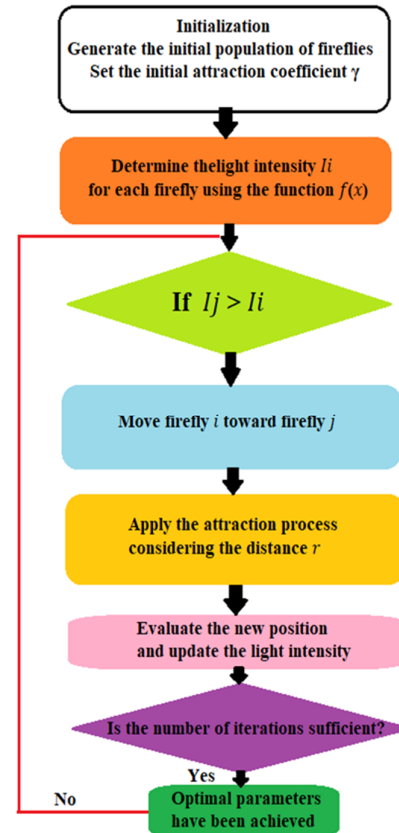 Initialization
Generate the initial population of fireflies
Set the initial attraction coefficient γ
Determine thelight intensity Ii
for each firefly using the function f(x)
If Ij > Ii
Move firefly i toward firefly j
Apply the attraction process
considering the distance r
Evaluate the new position
and update the light intensity
Is the number of iterations sufficient?
Yes
No
Optimal parameters
have been achieved